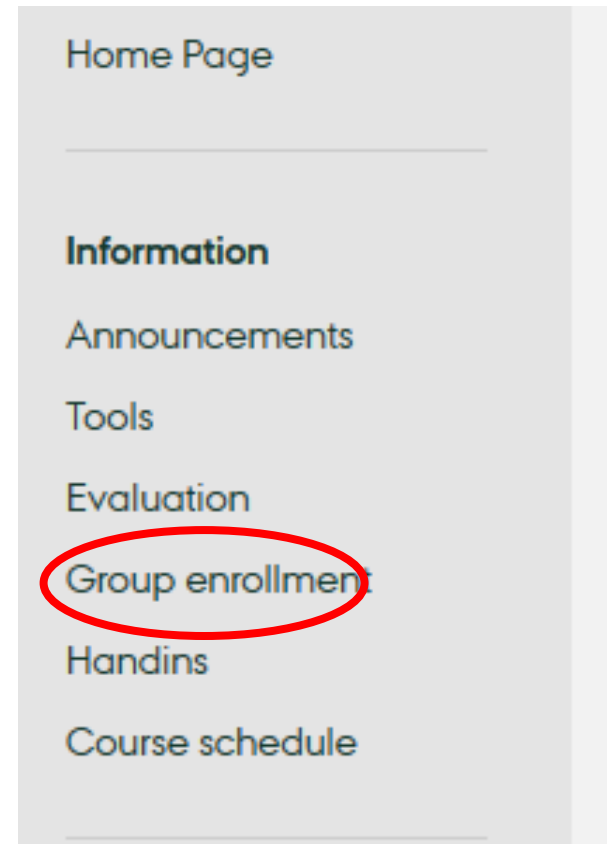 Home Page
Information
Announcements
Tools
Evaluation
Group enrollment
Handins
Course schedule